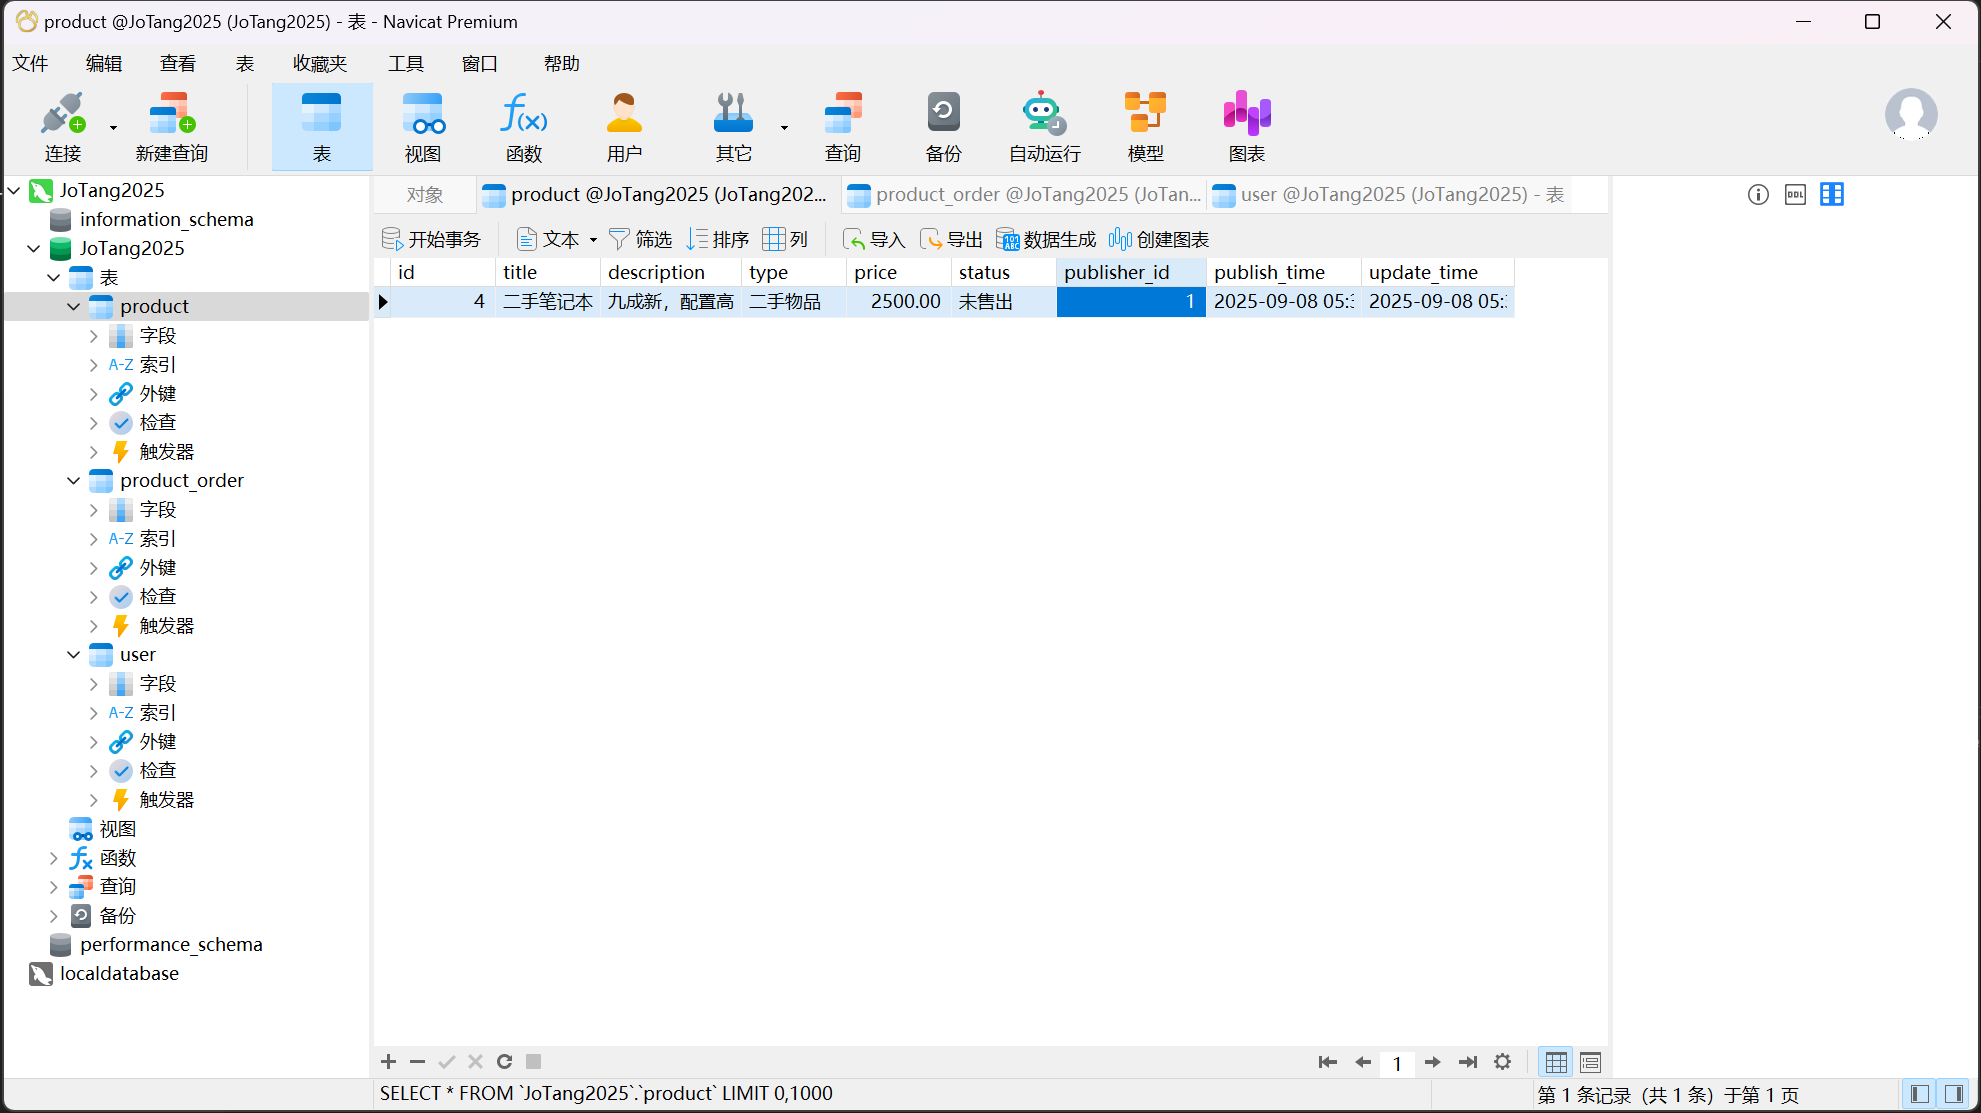 product @JoTang2025 (JoTang2025) - 表 - Navicat Premium
文件 编辑 查看 表 收藏夹 工具 窗口 帮助
连接 新建查询 表 视图 函数 用户 其它 查询 备份 自动运行 模型 图表
JoTang2025
information_schema
JoTang2025
表
product
字段
A-Z 索引
外键
检查
触发器
product_order
字段
A-Z 索引
外键
检查
触发器
user
字段
A-Z 索引
外键
检查
触发器
视图
函数
查询
备份
performance_schema
localdatabase
对象 product @JoTang2025 (JoTang202... product_order @JoTang2025 (JoTan... user @JoTang2025 (JoTang2025) - 表
DDL
开始事务 文本 筛选 排序 列 导入 导出 数据生成 创建图表
id title description type price status publisher_id publish_time update_time
4 二手笔记本 九成新，配置高 二手物品 2500.00 未售出 1 2025-09-08 05: 2025-09-08 05:
1
SELECT * FROM `JoTang2025`.`product` LIMIT 0,1000
第 1 条记录（共 1 条）于第 1 页